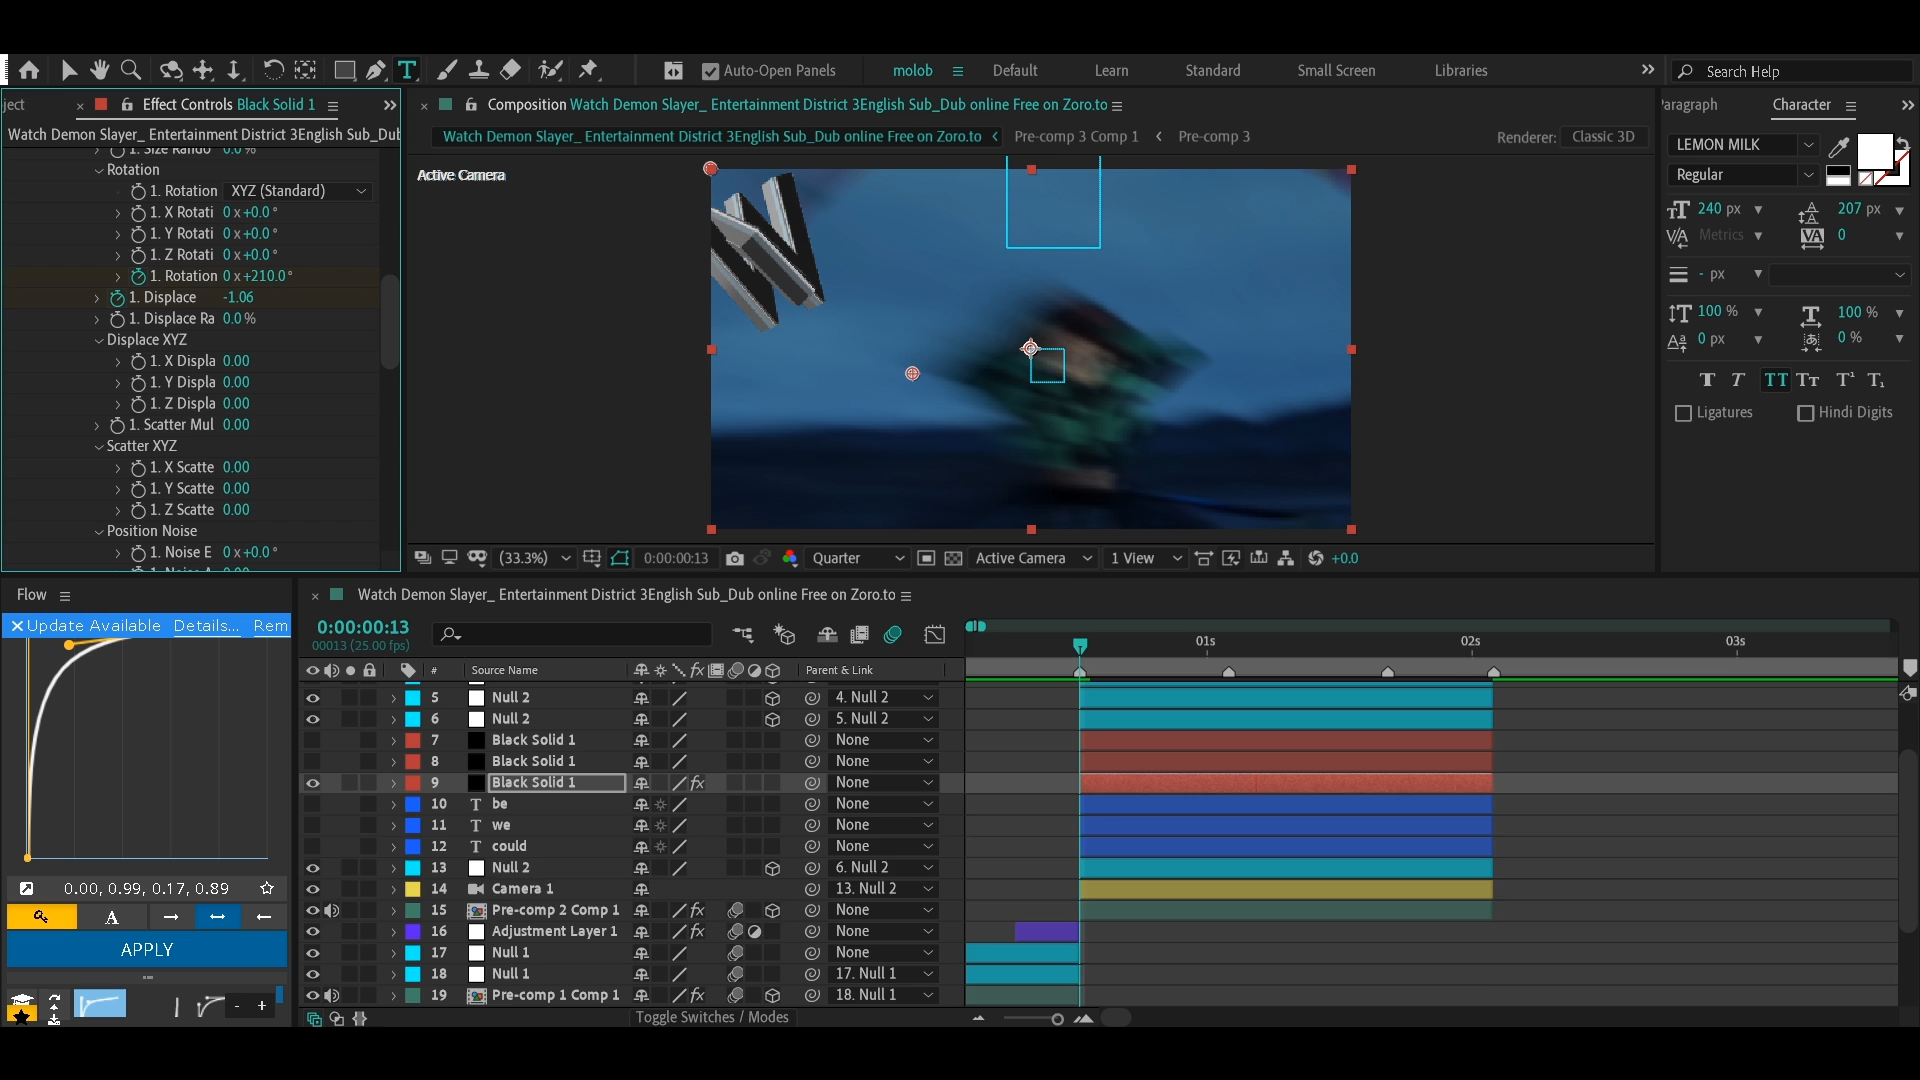 Auto-Open Panels
molob
Default
Learn
Standard
Small Screen
Libraries
Search Help
ject
Effect Controls Black Solid 1
Composition Watch Demon Slayer_ Entertainment District 3English Sub_Dub online Free on Zoro.to
Paragraph
Character
Watch Demon Slayer_ Entertainment District 3English Sub_Dub
Watch Demon Slayer_ Entertainment District 3English Sub_Dub online Free on Zoro.to
Pre-comp 3 Comp 1
Pre-comp 3
Renderer: Classic 3D
1. Size Rando 0.0 %
Rotation
1. Rotation XYZ (Standard)
1. X Rotati 0 x +0.0 °
1. Y Rotati 0 x +0.0 °
1. Z Rotati 0 x +0.0 °
1. Rotation 0 x +210.0 °
1. Displace -1.06
1. Displace Ra 0.0 %
Displace XYZ
1. X Displa 0.00
1. Y Displa 0.00
1. Z Displa 0.00
1. Scatter Mul 0.00
Scatter XYZ
1. X Scatte 0.00
1. Y Scatte 0.00
1. Z Scatte 0.00
Position Noise
1. Noise E 0 x +0.0 °
Active Camera
W
(33.3%)
0:00:00:13
Quarter
Active Camera
1 View
+0.0
LEMON MILK
Regular
240 px
207 px
Metrics
0
- px
100 %
100 %
0 px
0 %
Ligatures
Hindi Digits
Flow
Update Available Details... Rem
0.00, 0.99, 0.17, 0.89
A
APPLY
- +
Watch Demon Slayer_ Entertainment District 3English Sub_Dub online Free on Zoro.to
0:00:00:13
00013 (25.00 fps)
01s
02s
03s
# Source Name Parent & Link
5 Null 2 4. Null 2
6 Null 2 5. Null 2
7 Black Solid 1 None
8 Black Solid 1 None
9 Black Solid 1 fx None
10 T be None
11 T we None
12 T could None
13 Null 2 6. Null 2
14 Camera 1 13. Null 2
15 Pre-comp 2 Comp 1 fx None
16 Adjustment Layer 1 fx None
17 Null 1 None
18 Null 1 17. Null 1
19 Pre-comp 1 Comp 1 fx 18. Null 1
Toggle Switches / Modes